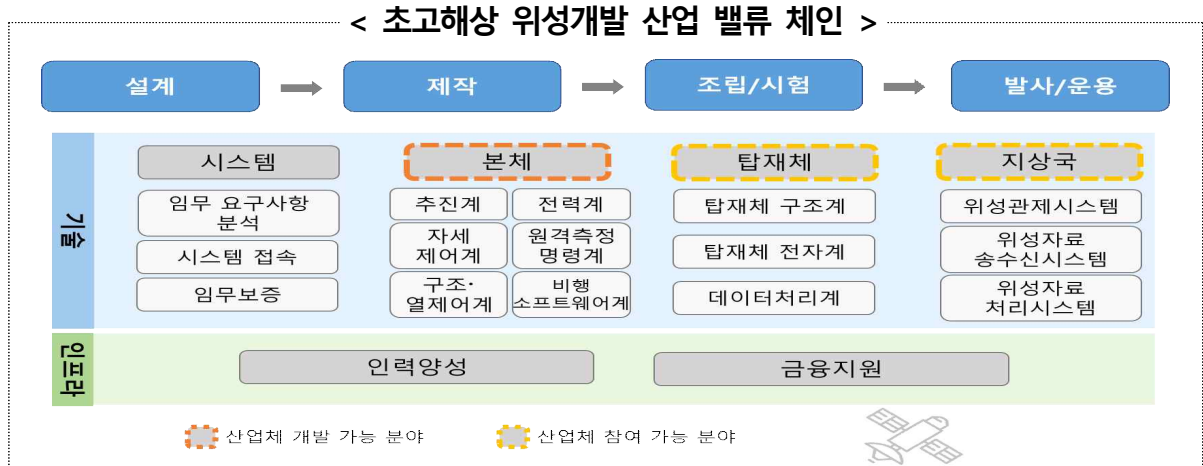 < 초고해상 위성개발 산업 밸류 체인 >
설계
제작
조립/시험
발사/운용
기술
시스템
임무 요구사항
분석
시스템 접속
임무보증
본체
추진계
전력계
자세
제어계
원격측정
명령계
구조·
열제어계
비행
소프트웨어계
탑재체
탑재체 구조계
탑재체 전자계
데이터처리계
지상국
위성관제시스템
위성자료
송수신시스템
위성자료
처리시스템
인프라
인력양성
금융지원
산업체 개발 가능 분야
산업체 참여 가능 분야